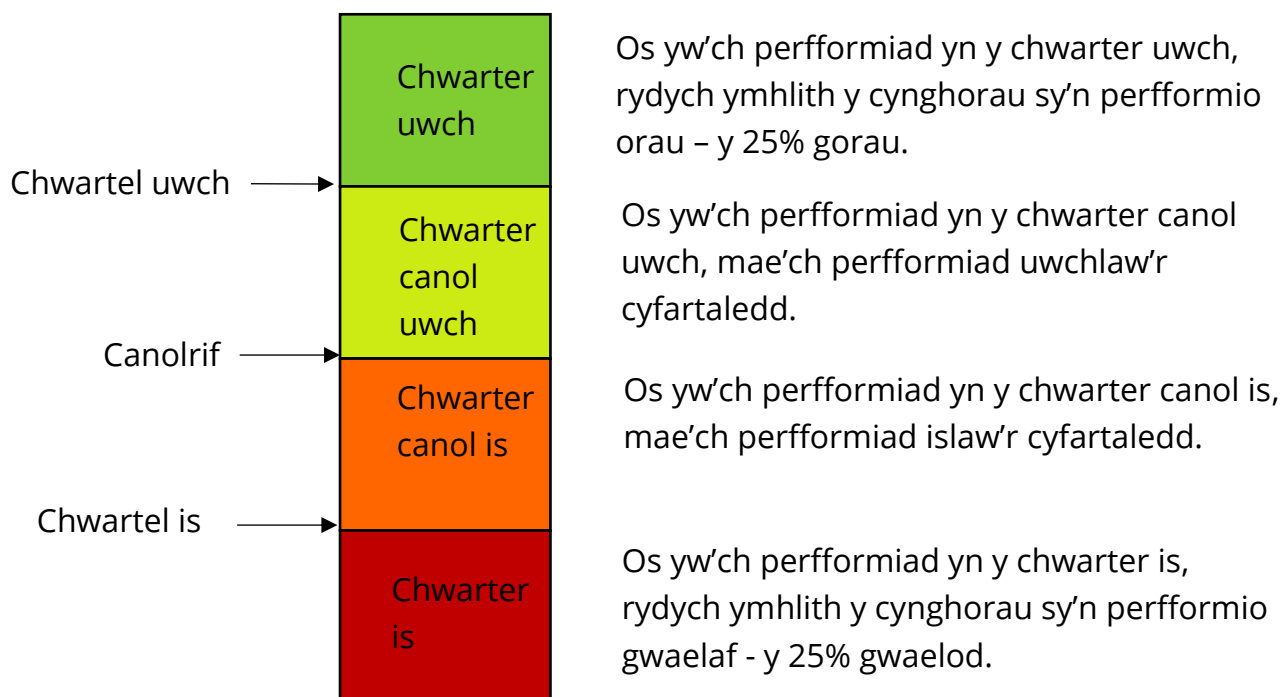 Chwarter
uwch
Os yw’ch perfformiad yn y chwarter uwch,
rydych ymhlith y cynghorau sy’n perfformio
orau – y 25% gorau.
Chwartel uwch
Chwarter
canol
uwch
Os yw’ch perfformiad yn y chwarter canol
uwch, mae’ch perfformiad uwchlaw’r
cyfartaledd.
Canolrif
Chwarter
canol is
Os yw’ch perfformiad yn y chwarter canol is,
mae’ch perfformiad islaw’r cyfartaledd.
Chwartel is
Chwarter
is
Os yw’ch perfformiad yn y chwarter is,
rydych ymhlith y cynghorau sy’n perfformio
gwaelaf - y 25% gwaelod.